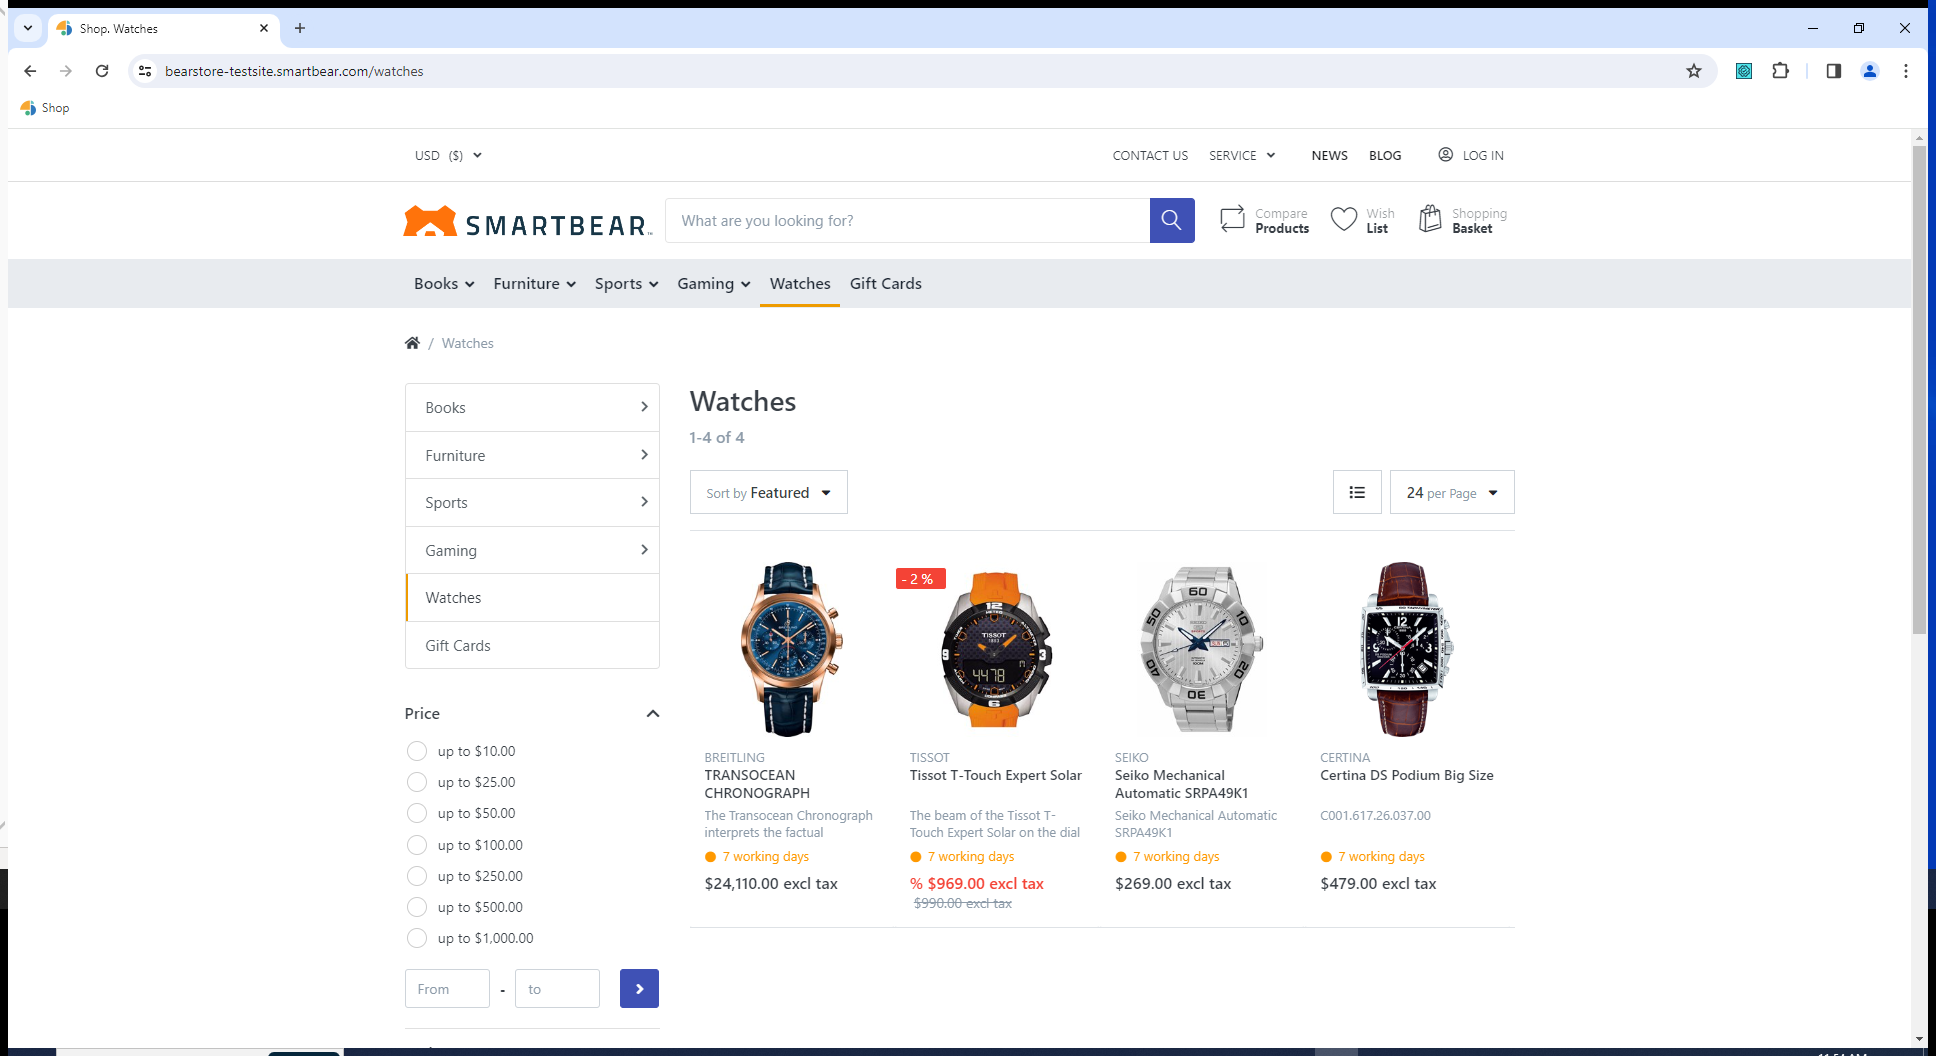 Shop. Watches
bearstore-testsite.smartbear.com/watches
Shop
USD ($)
CONTACT US
SERVICE
NEWS
BLOG
LOG IN
SMARTBEAR
What are you looking for?
Compare
Products
Wish
List
Shopping
Basket
Books
Furniture
Sports
Gaming
Watches
Gift Cards
/ Watches
Books
Furniture
Sports
Gaming
Watches
Gift Cards
Price
up to $10.00
up to $25.00
up to $50.00
up to $100.00
up to $250.00
up to $500.00
up to $1,000.00
From
-
to
Watches
1-4 of 4
Sort by Featured
24 per Page
BREITLING
TRANSOCEAN
CHRONOGRAPH
The Transocean Chronograph
interprets the factual
7 working days
$24,110.00 excl tax
- 2 %
TISSOT
4478
TISSOT
Tissot T-Touch Expert Solar
The beam of the Tissot T-
Touch Expert Solar on the dial
7 working days
% $969.00 excl tax
$990.00 excl tax
SEIKO
Seiko Mechanical
Automatic SRPA49K1
Seiko Mechanical Automatic
SRPA49K1
7 working days
$269.00 excl tax
CERTINA
Certina DS Podium Big Size
C001.617.26.037.00
7 working days
$479.00 excl tax